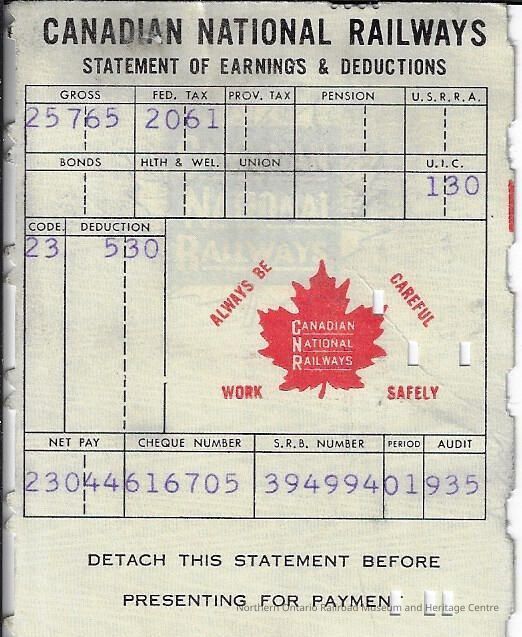 CANADIAN NATIONAL RAILWAYS
STATEMENT OF EARNINGS & DEDUCTIONS
GROSS FED. TAX PROV. TAX PENSION U.S.R.R.A.
25765 2061
BONDS HLTH & WEL. UNION U.I.C.
130
CODE DEDUCTION
23 530
NATIONAL
RAILWAYS
ALWAYS BE CAREFUL
CANADIAN
NATIONAL
RAILWAYS
WORK SAFELY
NET PAY CHEQUE NUMBER S.R.B. NUMBER PERIOD AUDIT
23044 616705 394994 01 935
DETACH THIS STATEMENT BEFORE
PRESENTING FOR PAYMEN
Northern Ontario Railroad Museum and Heritage Centre